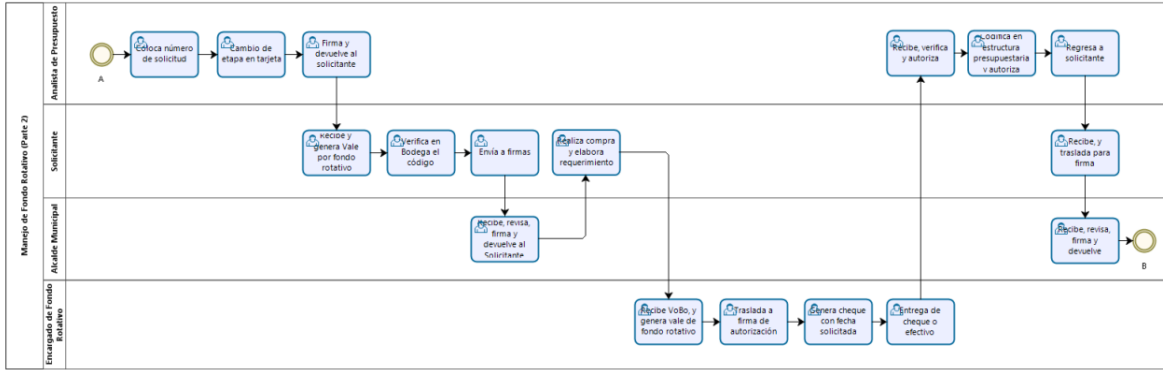 Manejo de Fondo Rotativo (Parte 2)
Analista de Presupuesto
A
Coloca número
de solicitud
Cambio de
etapa en tarjeta
Firma y
devuelve al
solicitante
Recibe, verifica
y autoriza
Codifica en
estructura
presupuestaria
y autoriza
Regresa a
solicitante
Solicitante
Recibe y
genera Vale
por fondo
rotativo
Verifica en
Bodega el
código
Envía a firmas
Realiza compra
y elabora
requerimiento
Recibe, y
traslada para
firma
Alcalde Municipal
Recibe, revisa,
firma y
devuelve al
Solicitante
Recibe, revisa,
firma y
devuelve
B
Encargado de Fondo
Rotativo
Recibe VoBo, y
genera vale de
fondo rotativo
Traslada a
firma de
autorización
Genera cheque
con fecha
solicitada
Entrega de
cheque o
efectivo